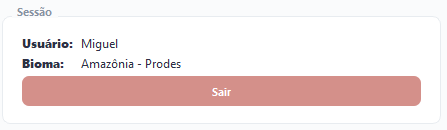 Sessão
Usuário: Miguel
Bioma: Amazônia - Prodes
Sair